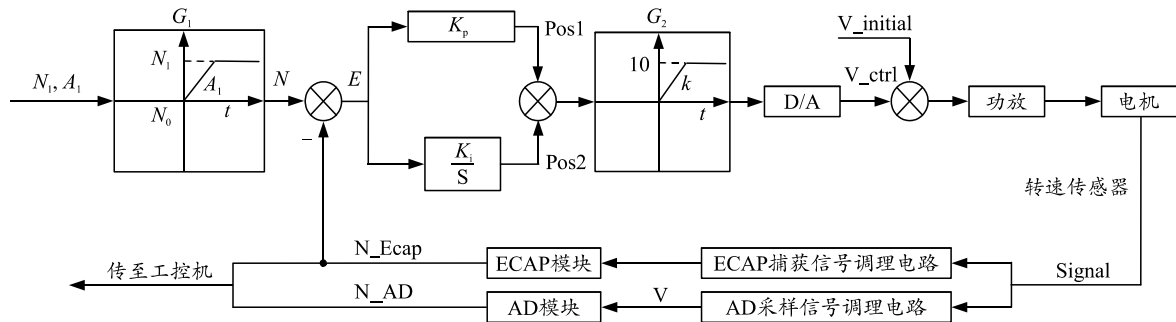 N₁, A₁
G₁
N₁
A₁
N₀
t
N
−
E
Kₚ
Kᵢ
S
Pos1
Pos2
G₂
10
k
t
D/A
V_initial
V_ctrl
功放
电机
转速传感器
Signal
ECAP捕获信号调理电路
ECAP模块
N_Ecap
AD采样信号调理电路
V
AD模块
N_AD
传至工控机